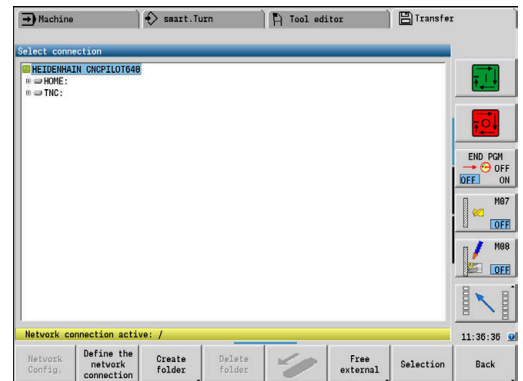 Machine
smart.Turn
Tool editor
Transfer
Select connection
HEIDENHAIN CNCPILOT640
HOME:
TNC:
END PGM
OFF
OFF ON
M07
OFF
M08
OFF
Network connection active: /
11:36:36
Network Config.
Define the network connection
Create folder
Delete folder
Free external
Selection
Back